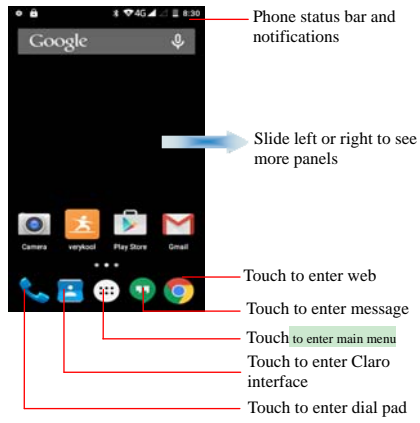 4G 8:30
Phone status bar and
notifications
Google
Slide left or right to see
more panels
Camera verykool Play Store Gmail
Touch to enter web
Touch to enter message
Touch to enter main menu
Touch to enter Claro
interface
Touch to enter dial pad